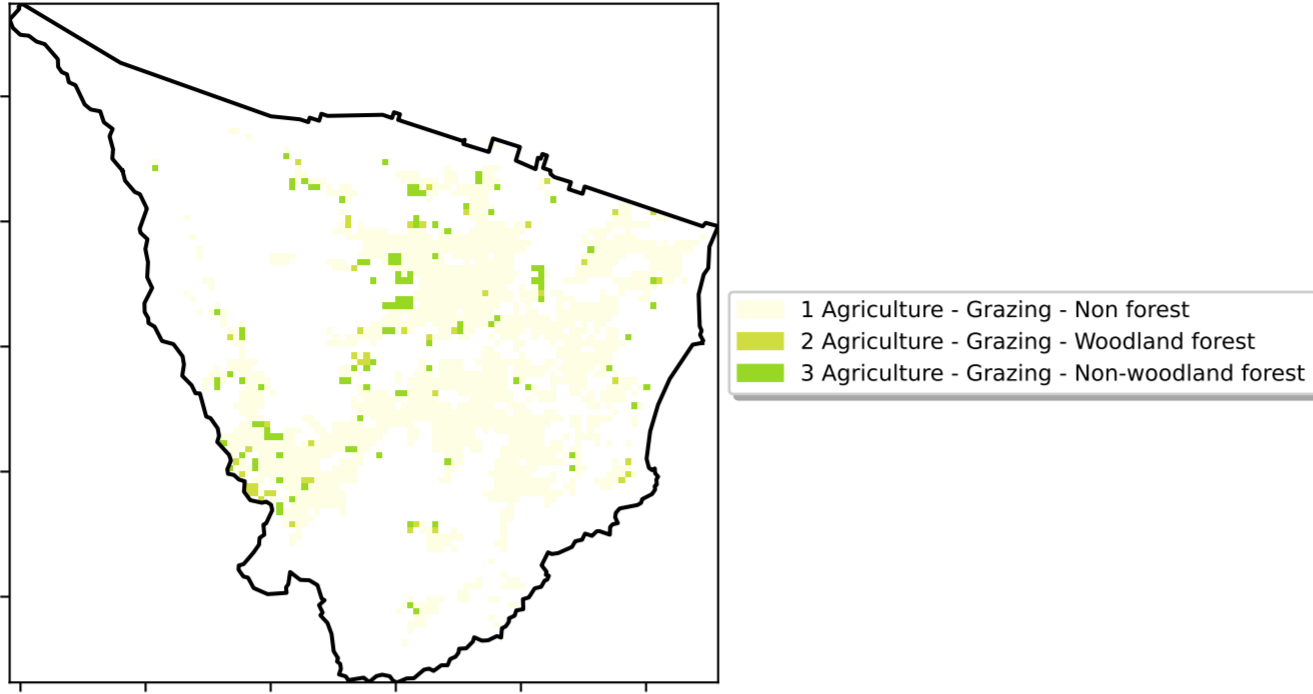 1 Agriculture - Grazing - Non forest
2 Agriculture - Grazing - Woodland forest
3 Agriculture - Grazing - Non-woodland forest